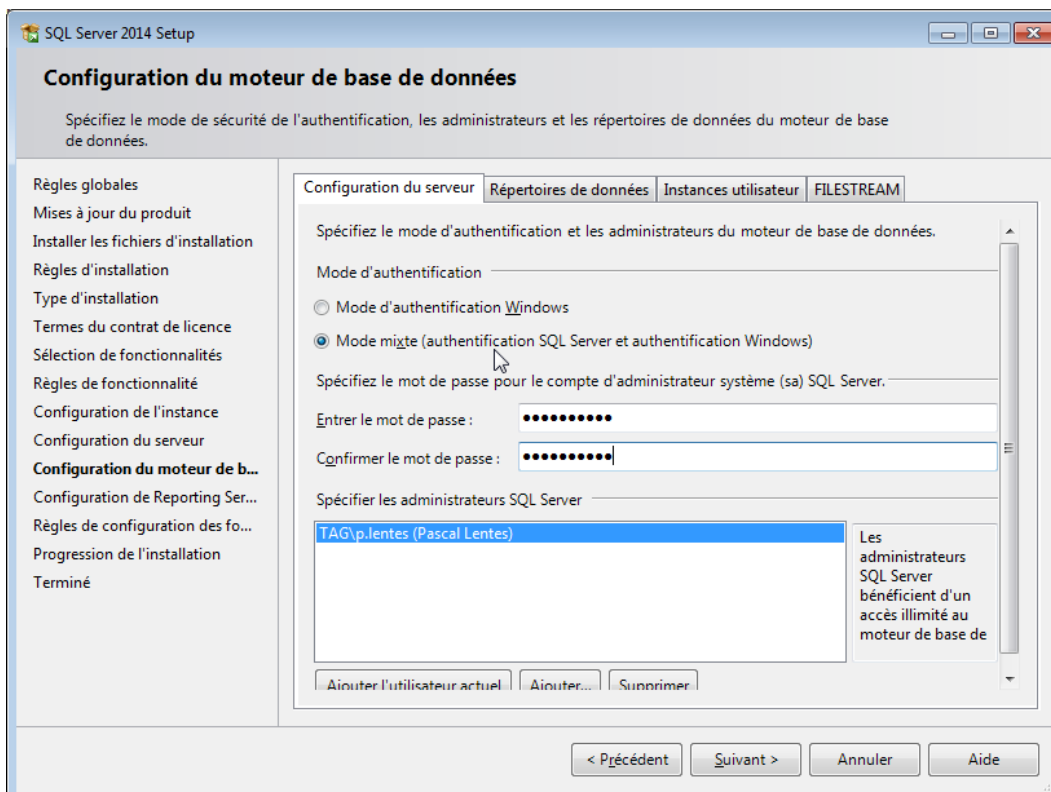 SQL Server 2014 Setup
Configuration du moteur de base de données
Spécifiez le mode de sécurité de l'authentification, les administrateurs et les répertoires de données du moteur de base
de données.
Règles globales
Mises à jour du produit
Installer les fichiers d'installation
Règles d'installation
Type d'installation
Termes du contrat de licence
Sélection de fonctionnalités
Règles de fonctionnalité
Configuration de l'instance
Configuration du serveur
Configuration du moteur de b...
Configuration de Reporting Ser...
Règles de configuration des fo...
Progression de l'installation
Terminé
Configuration du serveur Répertoires de données Instances utilisateur FILESTREAM
Spécifiez le mode d'authentification et les administrateurs du moteur de base de données.
Mode d'authentification
Mode d'authentification Windows
Mode mixte (authentification SQL Server et authentification Windows)
Spécifiez le mot de passe pour le compte d'administrateur système (sa) SQL Server.
Entrer le mot de passe : ●●●●●●●●●●
Confirmer le mot de passe : ●●●●●●●●●●
Spécifier les administrateurs SQL Server
TAG\p.lentes (Pascal Lentes)
Les
administrateurs
SQL Server
bénéficient d'un
accès illimité au
moteur de base de
Ajouter l'utilisateur actuel Ajouter... Supprimer
< Précédent Suivant > Annuler Aide